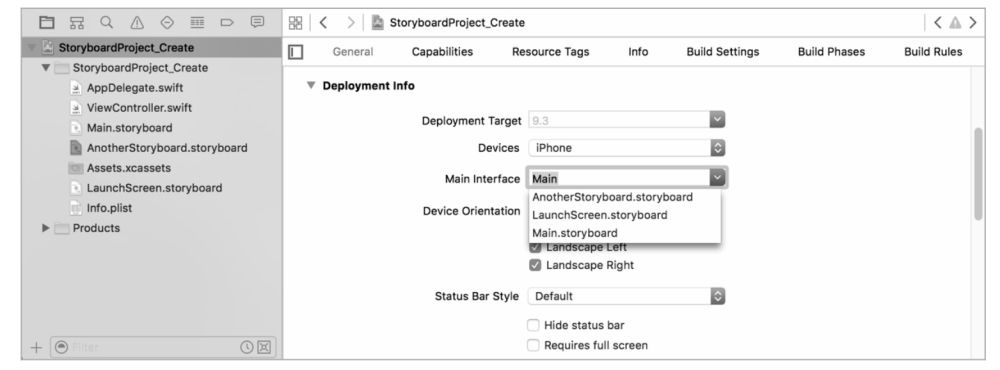 StoryboardProject_Create
StoryboardProject_Create
StoryboardProject_Create
AppDelegate.swift
ViewController.swift
Main.storyboard
AnotherStoryboard.storyboard
Assets.xcassets
LaunchScreen.storyboard
Info.plist
Products
Filter
General Capabilities Resource Tags Info Build Settings Build Phases Build Rules
Deployment Info
Deployment Target 9.3
Devices iPhone
Main Interface Main
AnotherStoryboard.storyboard
LaunchScreen.storyboard
Main.storyboard
Device Orientation
Landscape Left
Landscape Right
Status Bar Style Default
Hide status bar
Requires full screen